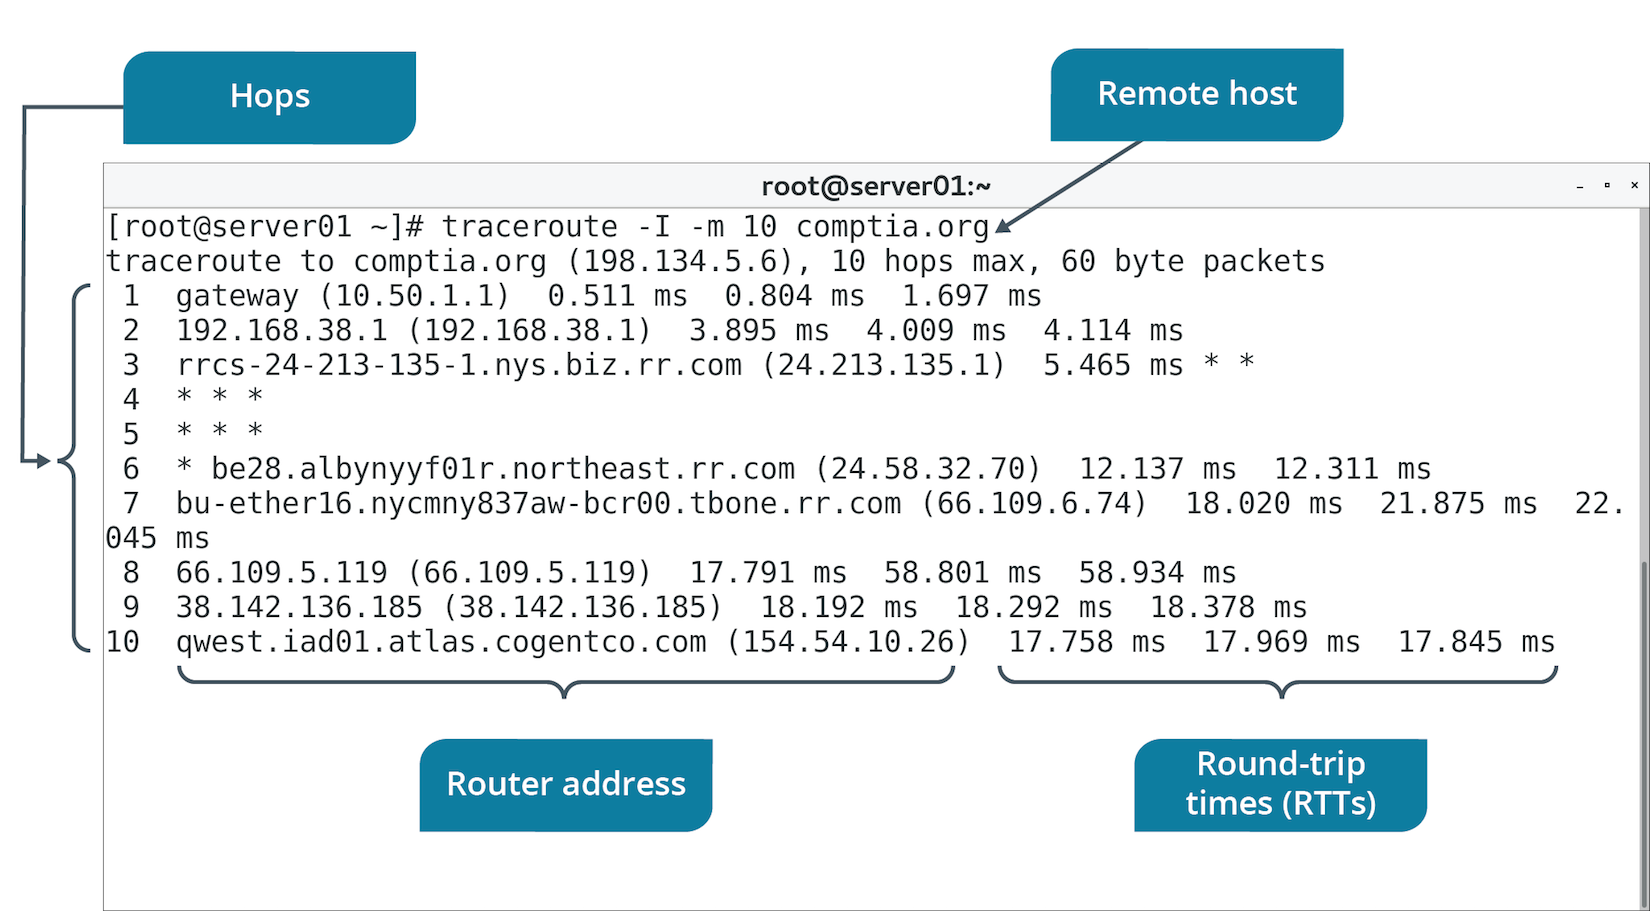 Hops
Remote host
root@server01:~
[root@server01 ~]# traceroute -I -m 10 comptia.org
traceroute to comptia.org (198.134.5.6), 10 hops max, 60 byte packets
1 gateway (10.50.1.1) 0.511 ms 0.804 ms 1.697 ms
2 192.168.38.1 (192.168.38.1) 3.895 ms 4.009 ms 4.114 ms
3 rrcs-24-213-135-1.nys.biz.rr.com (24.213.135.1) 5.465 ms * *
4 * * *
5 * * *
6 * be28.albynyyf01r.northeast.rr.com (24.58.32.70) 12.137 ms 12.311 ms
7 bu-ether16.nycmny837aw-bcr00.tbone.rr.com (66.109.6.74) 18.020 ms 21.875 ms 22.
045 ms
8 66.109.5.119 (66.109.5.119) 17.791 ms 58.801 ms 58.934 ms
9 38.142.136.185 (38.142.136.185) 18.192 ms 18.292 ms 18.378 ms
10 qwest.iad01.atlas.cogentco.com (154.54.10.26) 17.758 ms 17.969 ms 17.845 ms
Router address
Round-trip
times (RTTs)